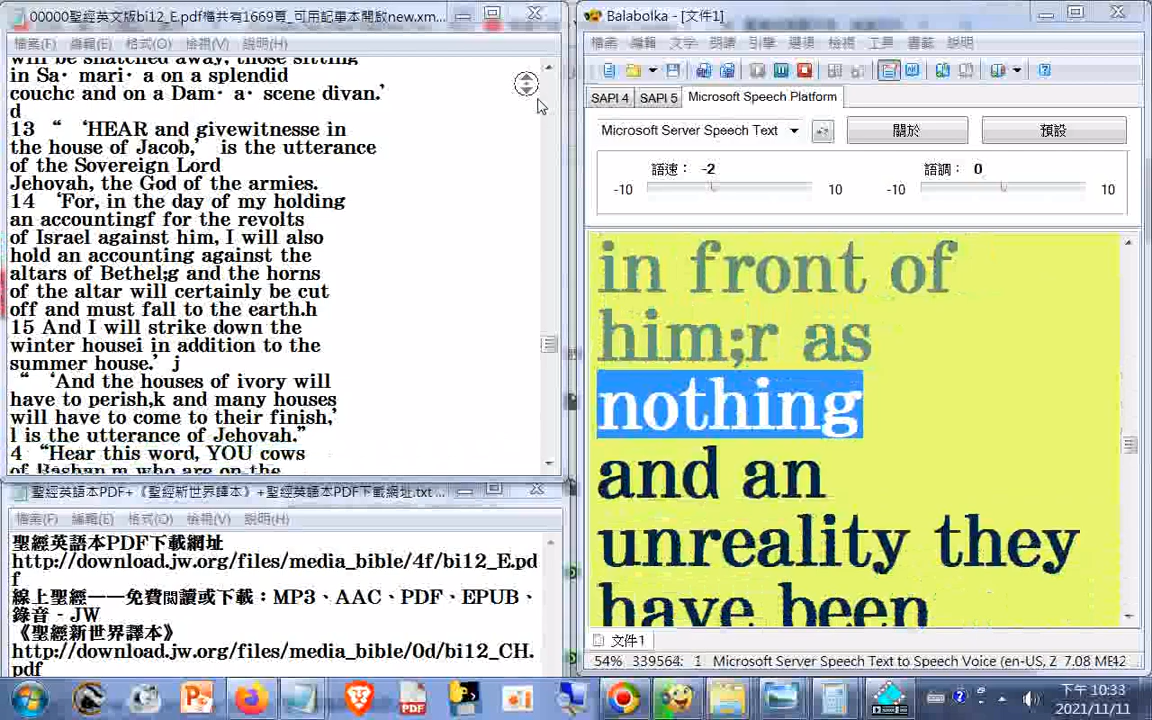 00000聖經英文版bi12_E.pdf檔共有1669頁_可用記事本開啟new.xm...
檔案(F) 編輯(E) 格式(O) 檢視(V) 說明(H)
will be snatched away, those sitting
in Sa· mari· a on a splendid
couchc and on a Dam· a· scene divan.’
d
13 “ ‘HEAR and givewitnesse in
the house of Jacob,’ is the utterance
of the Sovereign Lord
Jehovah, the God of the armies.
14 ‘For, in the day of my holding
an accountingf for the revolts
of Israel against him, I will also
hold an accounting against the
altars of Bethel;g and the horns
of the altar will certainly be cut
off and must fall to the earth.h
15 And I will strike down the
winter housei in addition to the
summer house.’ j
“ ‘And the houses of ivory will
have to perish,k and many houses
will have to come to their finish,’
l is the utterance of Jehovah.”
4 “Hear this word, YOU cows
of Bashan,m who are on the
聖經英語本PDF+《聖經新世界譯本》+聖經英語本PDF下載網址.txt ...
檔案(F) 編輯(E) 格式(O) 檢視(V) 說明(H)
聖經英語本PDF下載網址
http://download.jw.org/files/media_bible/4f/bi12_E.pd
f
線上聖經——免費閱讀或下載：MP3、AAC、PDF、EPUB、
錄音 - JW
《聖經新世界譯本》
http://download.jw.org/files/media_bible/0d/bi12_CH.
pdf
Balabolka - [文件1]
檔案 編輯 文字 朗讀 引擎 選項 檢視 工具 書籤 說明
SAPI 4 SAPI 5 Microsoft Speech Platform
Microsoft Server Speech Text 關於 預設
語速： -2 語調： 0
-10 10 -10 10
in front of
him;r as
nothing
and an
unreality they
have been
文件1
54% 339564: 1 Microsoft Server Speech Text to Speech Voice (en-US, Z 7.08 ME42
下午 10:33
2021/11/11